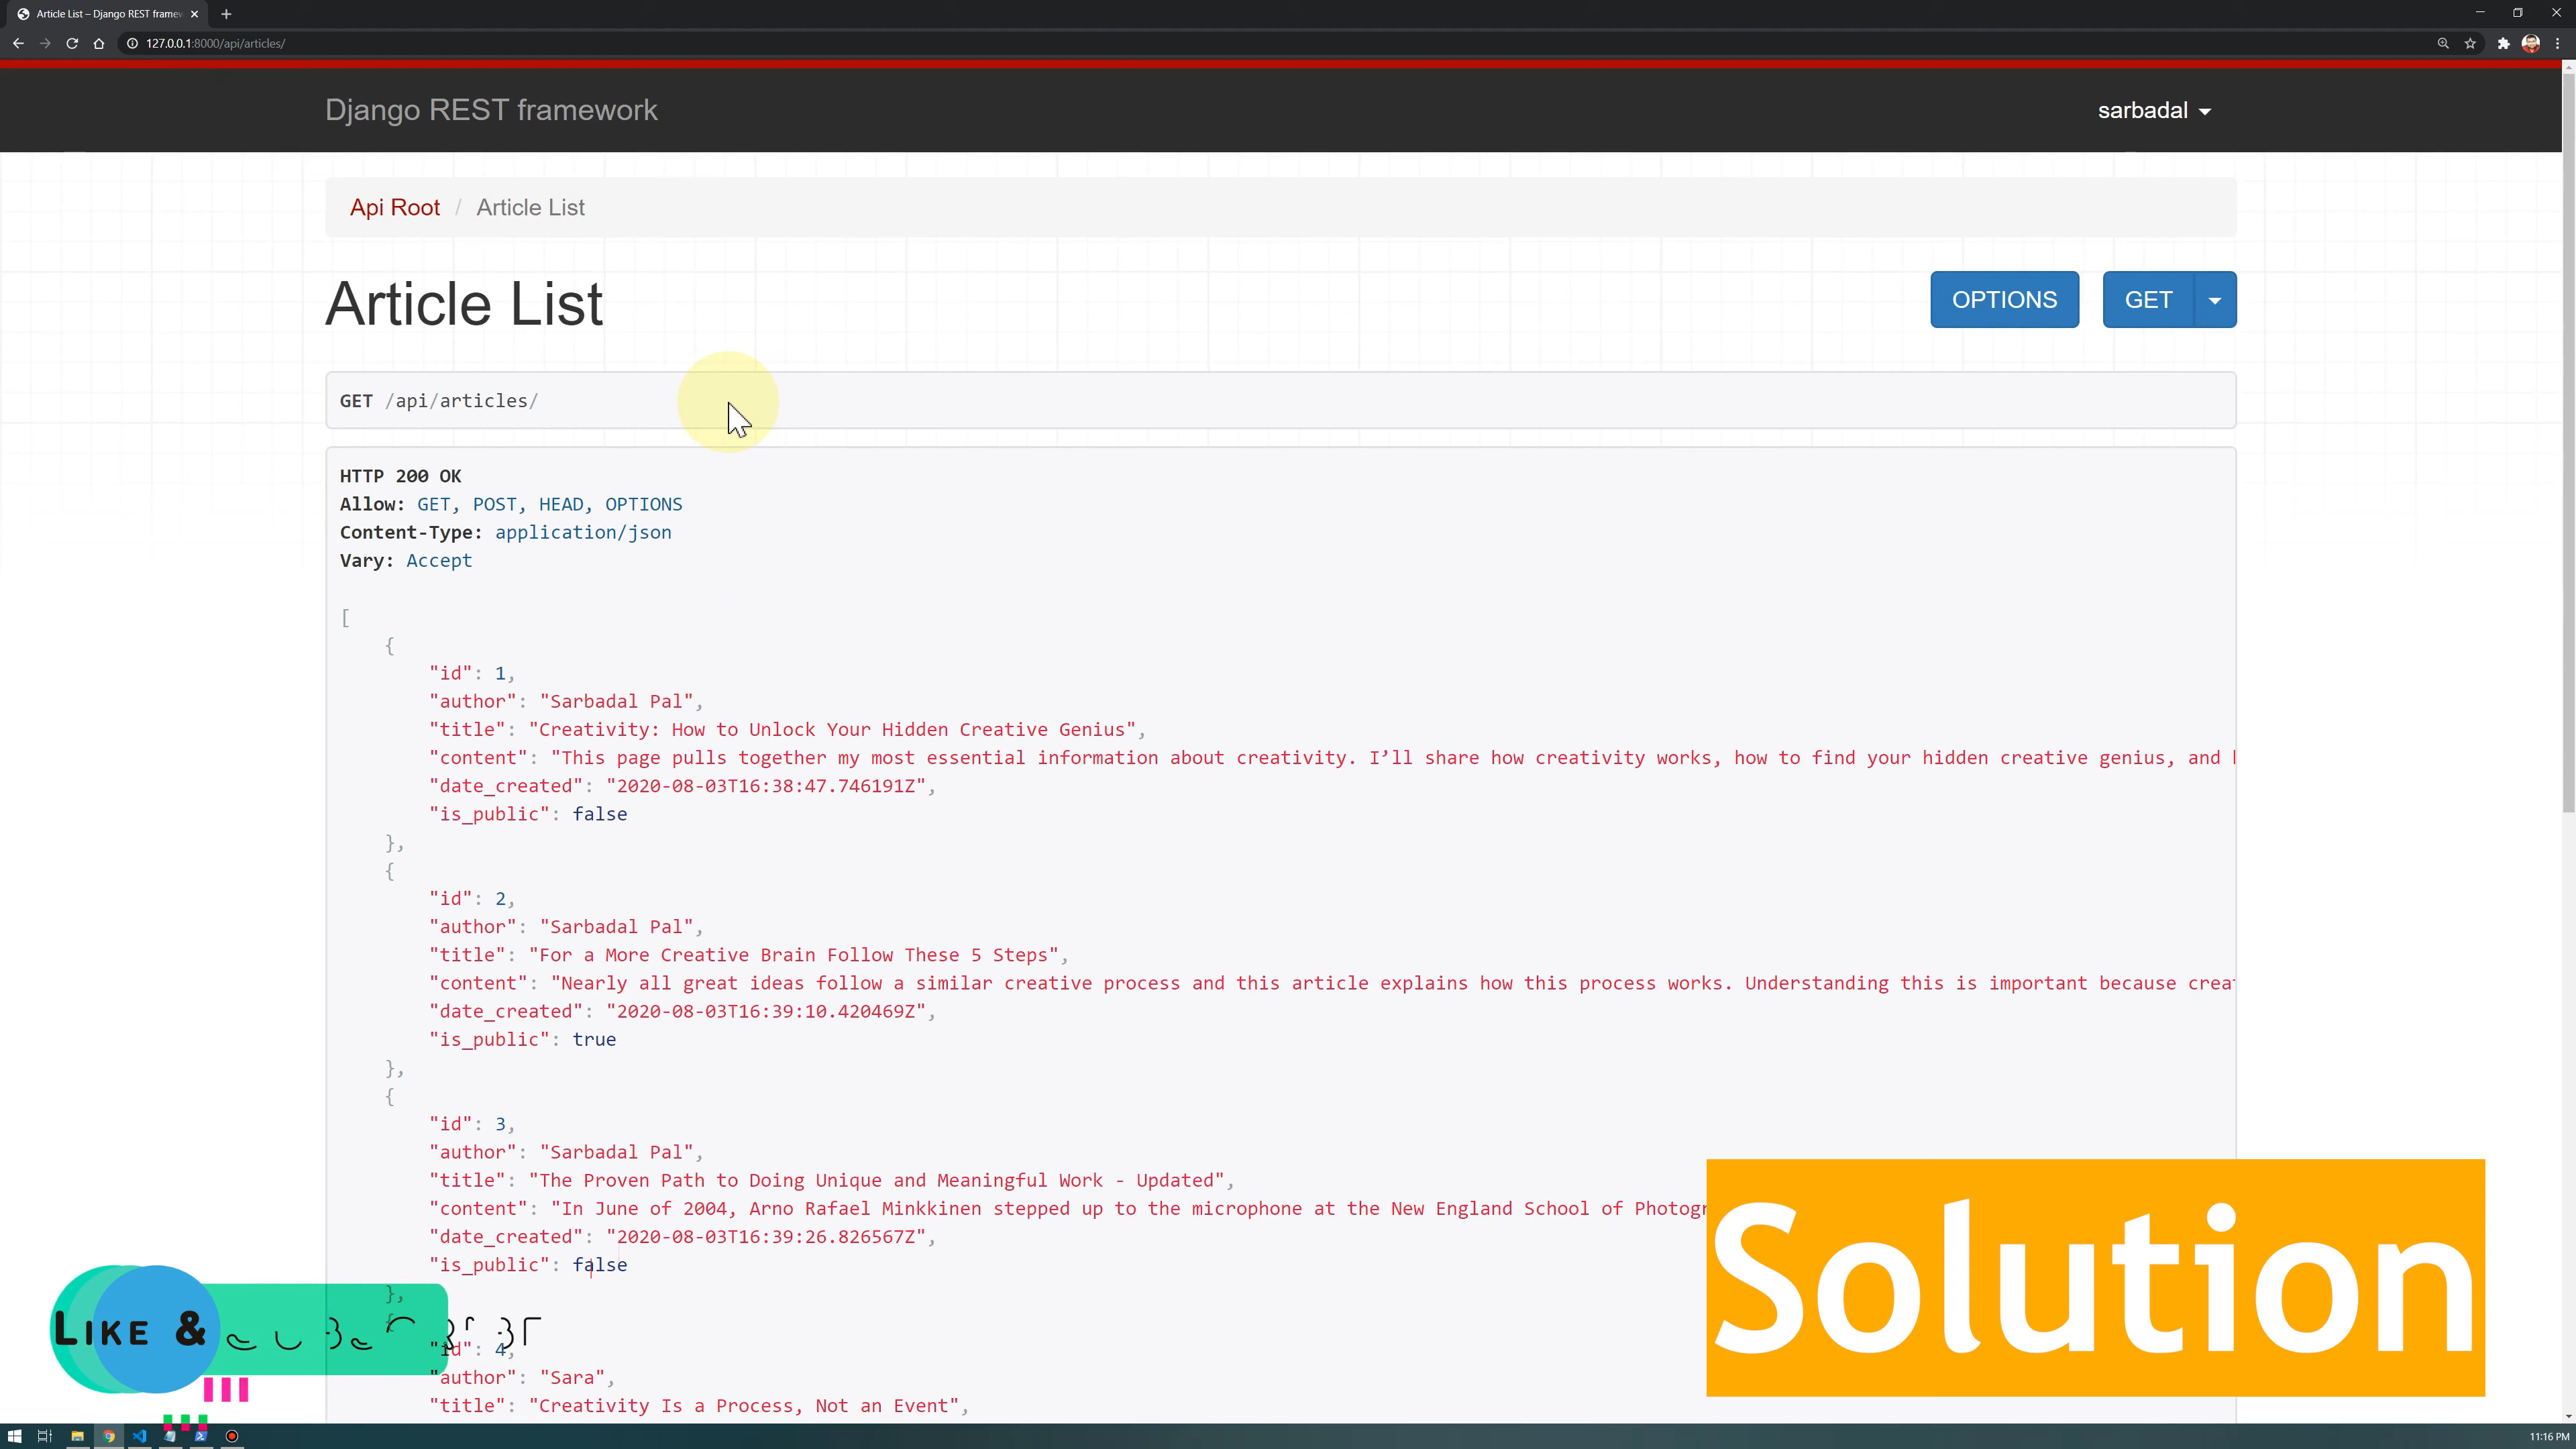 Article List – Django REST framew
127.0.0.1:8000/api/articles/
Django REST framework
sarbadal
Api Root / Article List
Article List
OPTIONS
GET
GET /api/articles/
HTTP 200 OK
Allow: GET, POST, HEAD, OPTIONS
Content-Type: application/json
Vary: Accept
[
{
"id": 1,
"author": "Sarbadal Pal",
"title": "Creativity: How to Unlock Your Hidden Creative Genius",
"content": "This page pulls together my most essential information about creativity. I’ll share how creativity works, how to find your hidden creative genius, and
"date_created": "2020-08-03T16:38:47.746191Z",
"is_public": false
},
{
"id": 2,
"author": "Sarbadal Pal",
"title": "For a More Creative Brain Follow These 5 Steps",
"content": "Nearly all great ideas follow a similar creative process and this article explains how this process works. Understanding this is important because crea
"date_created": "2020-08-03T16:39:10.420469Z",
"is_public": true
},
{
"id": 3,
"author": "Sarbadal Pal",
"title": "The Proven Path to Doing Unique and Meaningful Work - Updated",
"content": "In June of 2004, Arno Rafael Minkkinen stepped up to the microphone at the New England School of Photogr
"date_created": "2020-08-03T16:39:26.826567Z",
"is_public": false
},
{
"id": 4,
"author": "Sara",
"title": "Creativity Is a Process, Not an Event",
Solution
LIKE &
11:16 PM